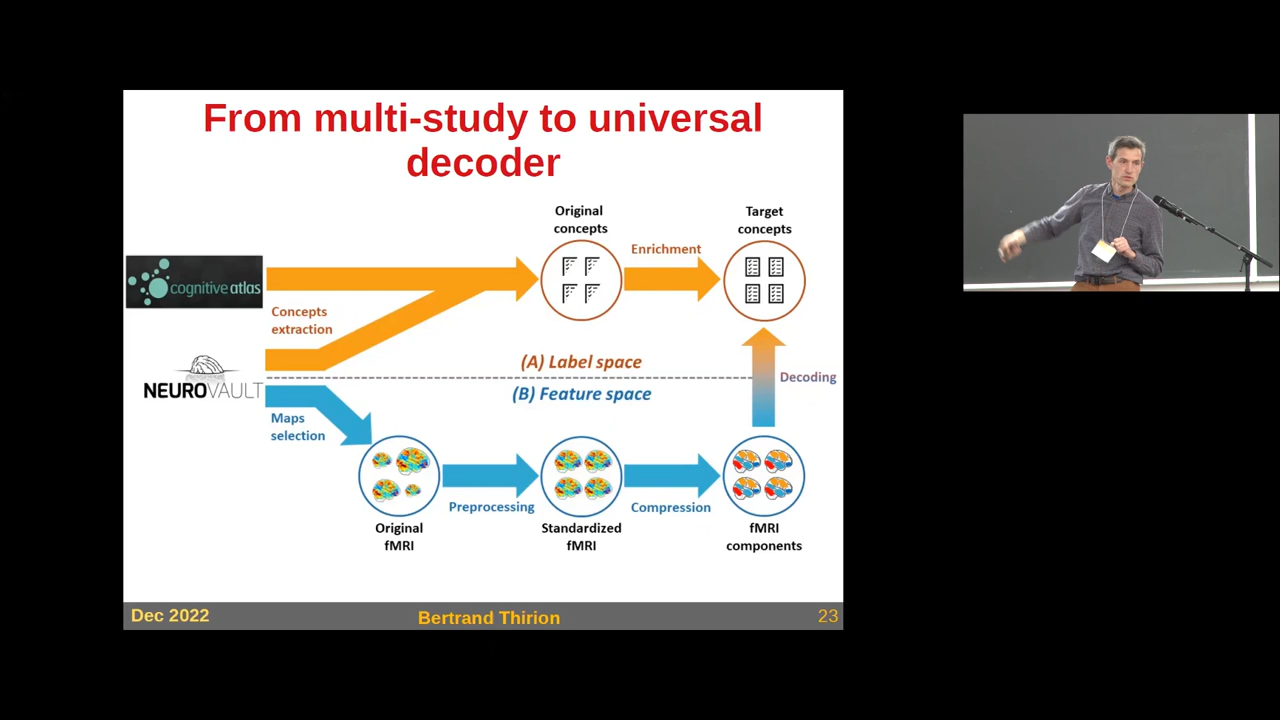 From multi-study to universal
decoder
Original
concepts
Target
concepts
Enrichment
cognitive atlas
Concepts
extraction
(A) Label space
NEUROVAULT
(B) Feature space
Decoding
Maps
selection
Preprocessing
Compression
Original
fMRI
Standardized
fMRI
fMRI
components
Dec 2022
Bertrand Thirion
23